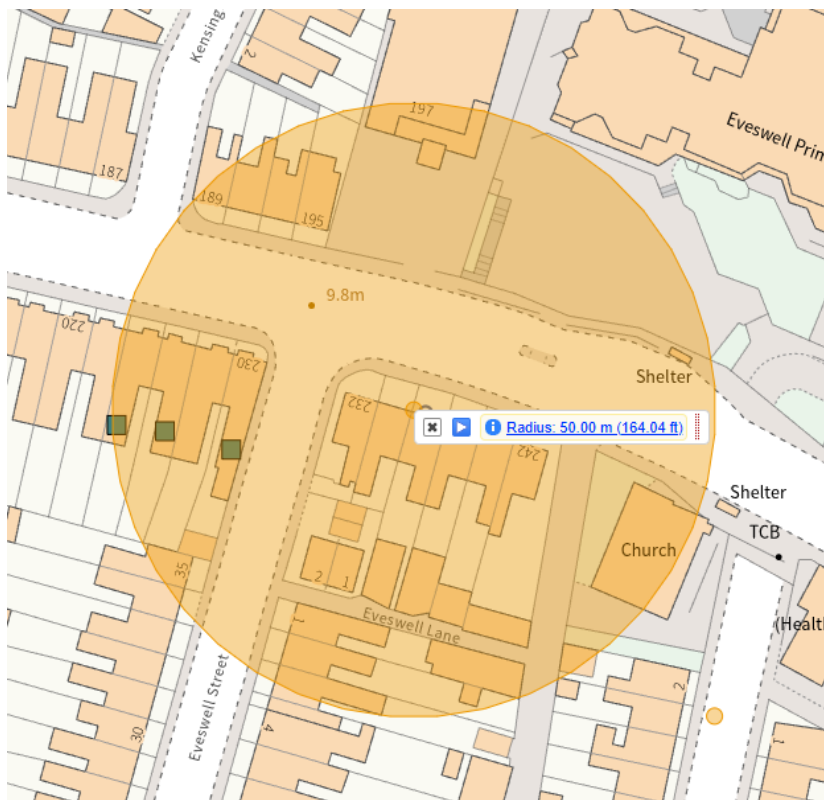 Kensing
2
197
187
Eveswell Prim
189
195
9.8m
220
230
Shelter
232
Radius: 50.00 m (164.04 ft)
242
Shelter
TCB
Church
35
2
1
1
Eveswell Lane
(Healt
Eveswell Street
2
30
4
1